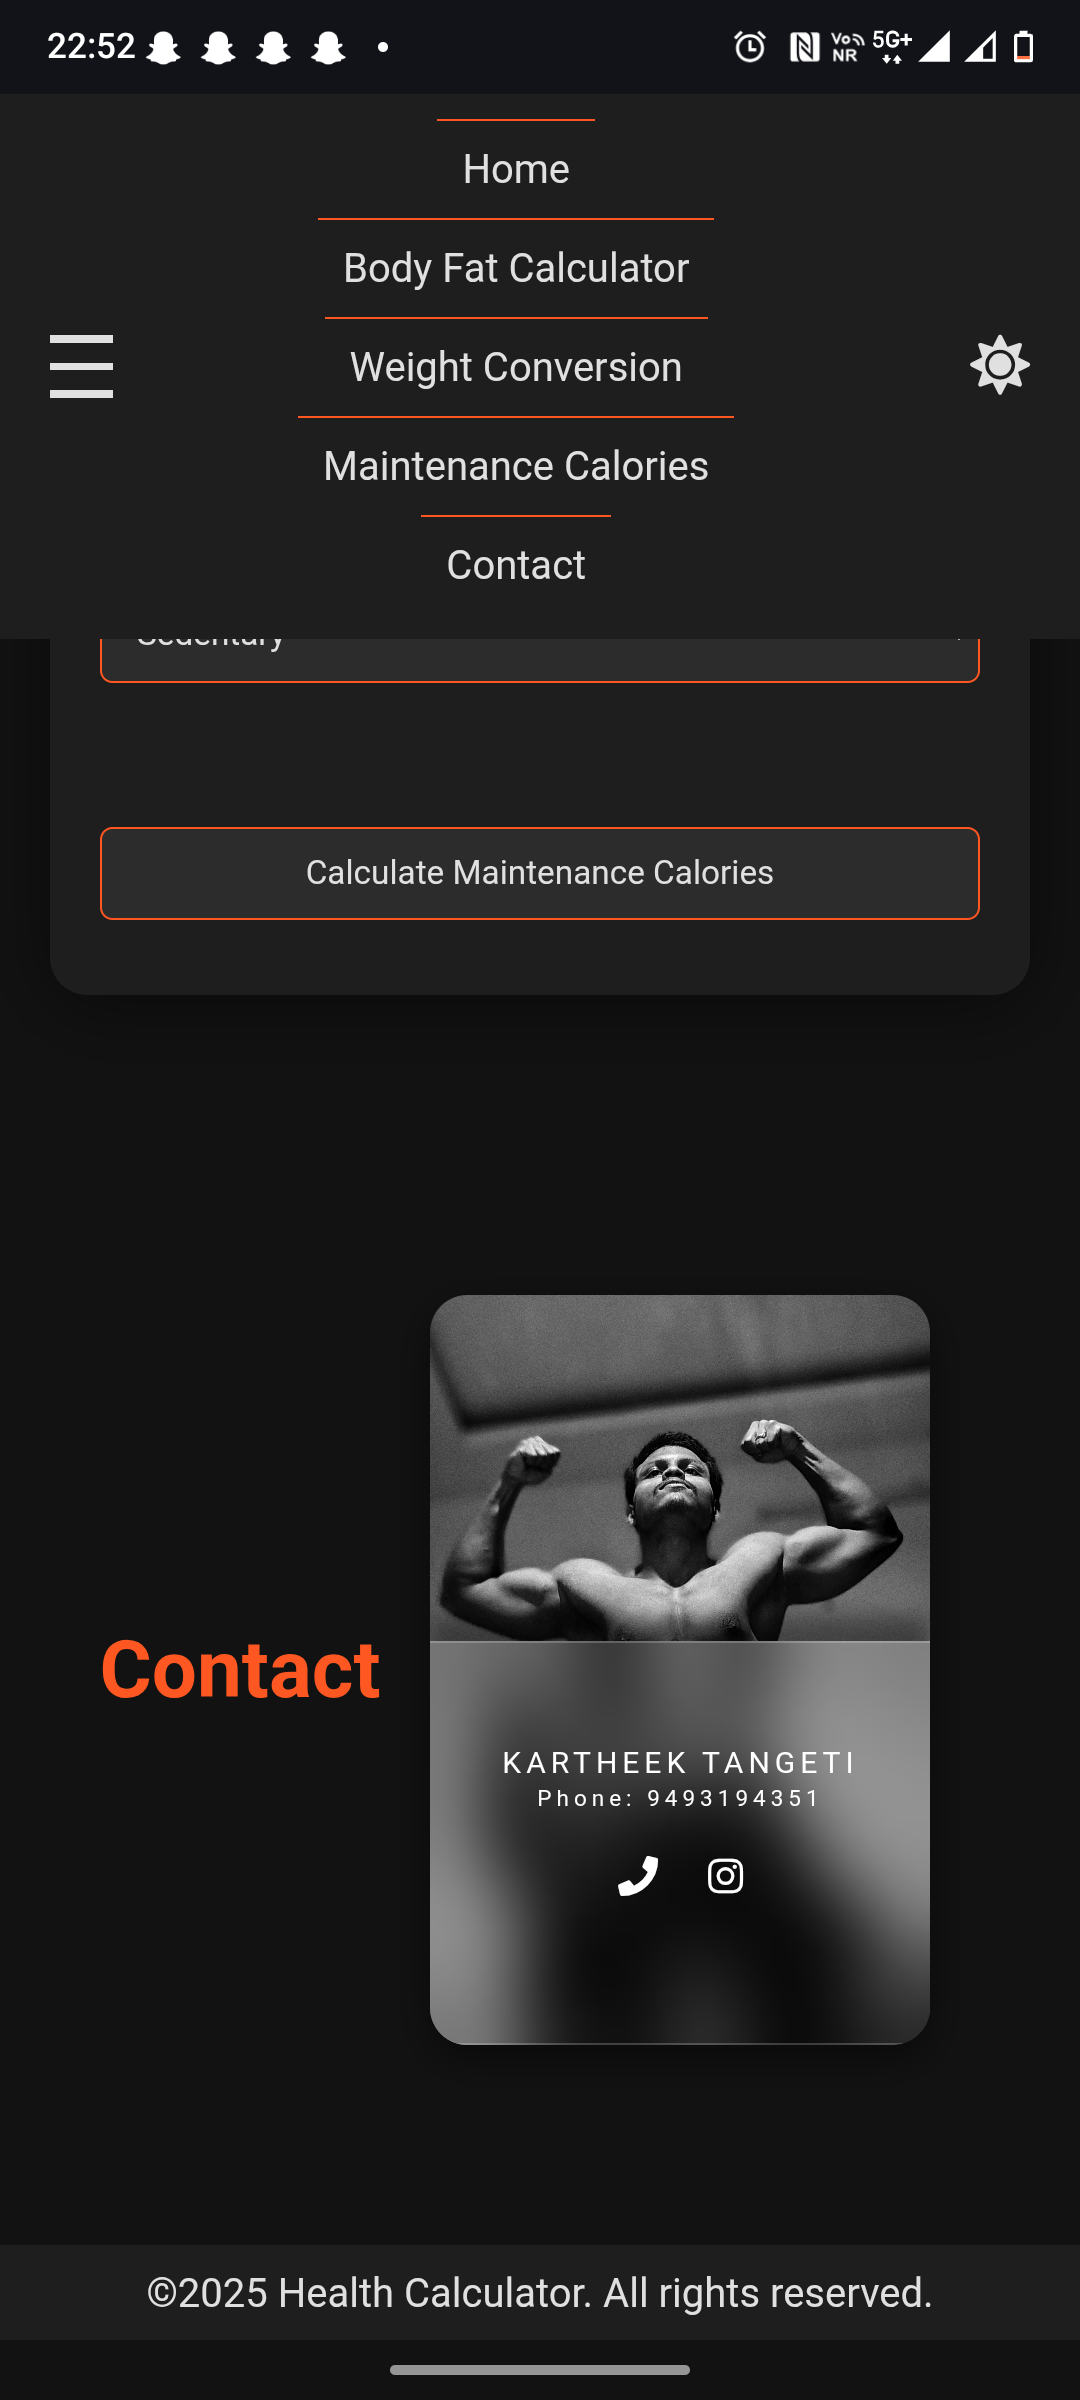 22:52
Vo NR 5G+
Home
Body Fat Calculator
Weight Conversion
Maintenance Calories
Contact
Sedentary
Calculate Maintenance Calories
Contact
KARTHEEK TANGETI
Phone: 9493194351
©2025 Health Calculator. All rights reserved.